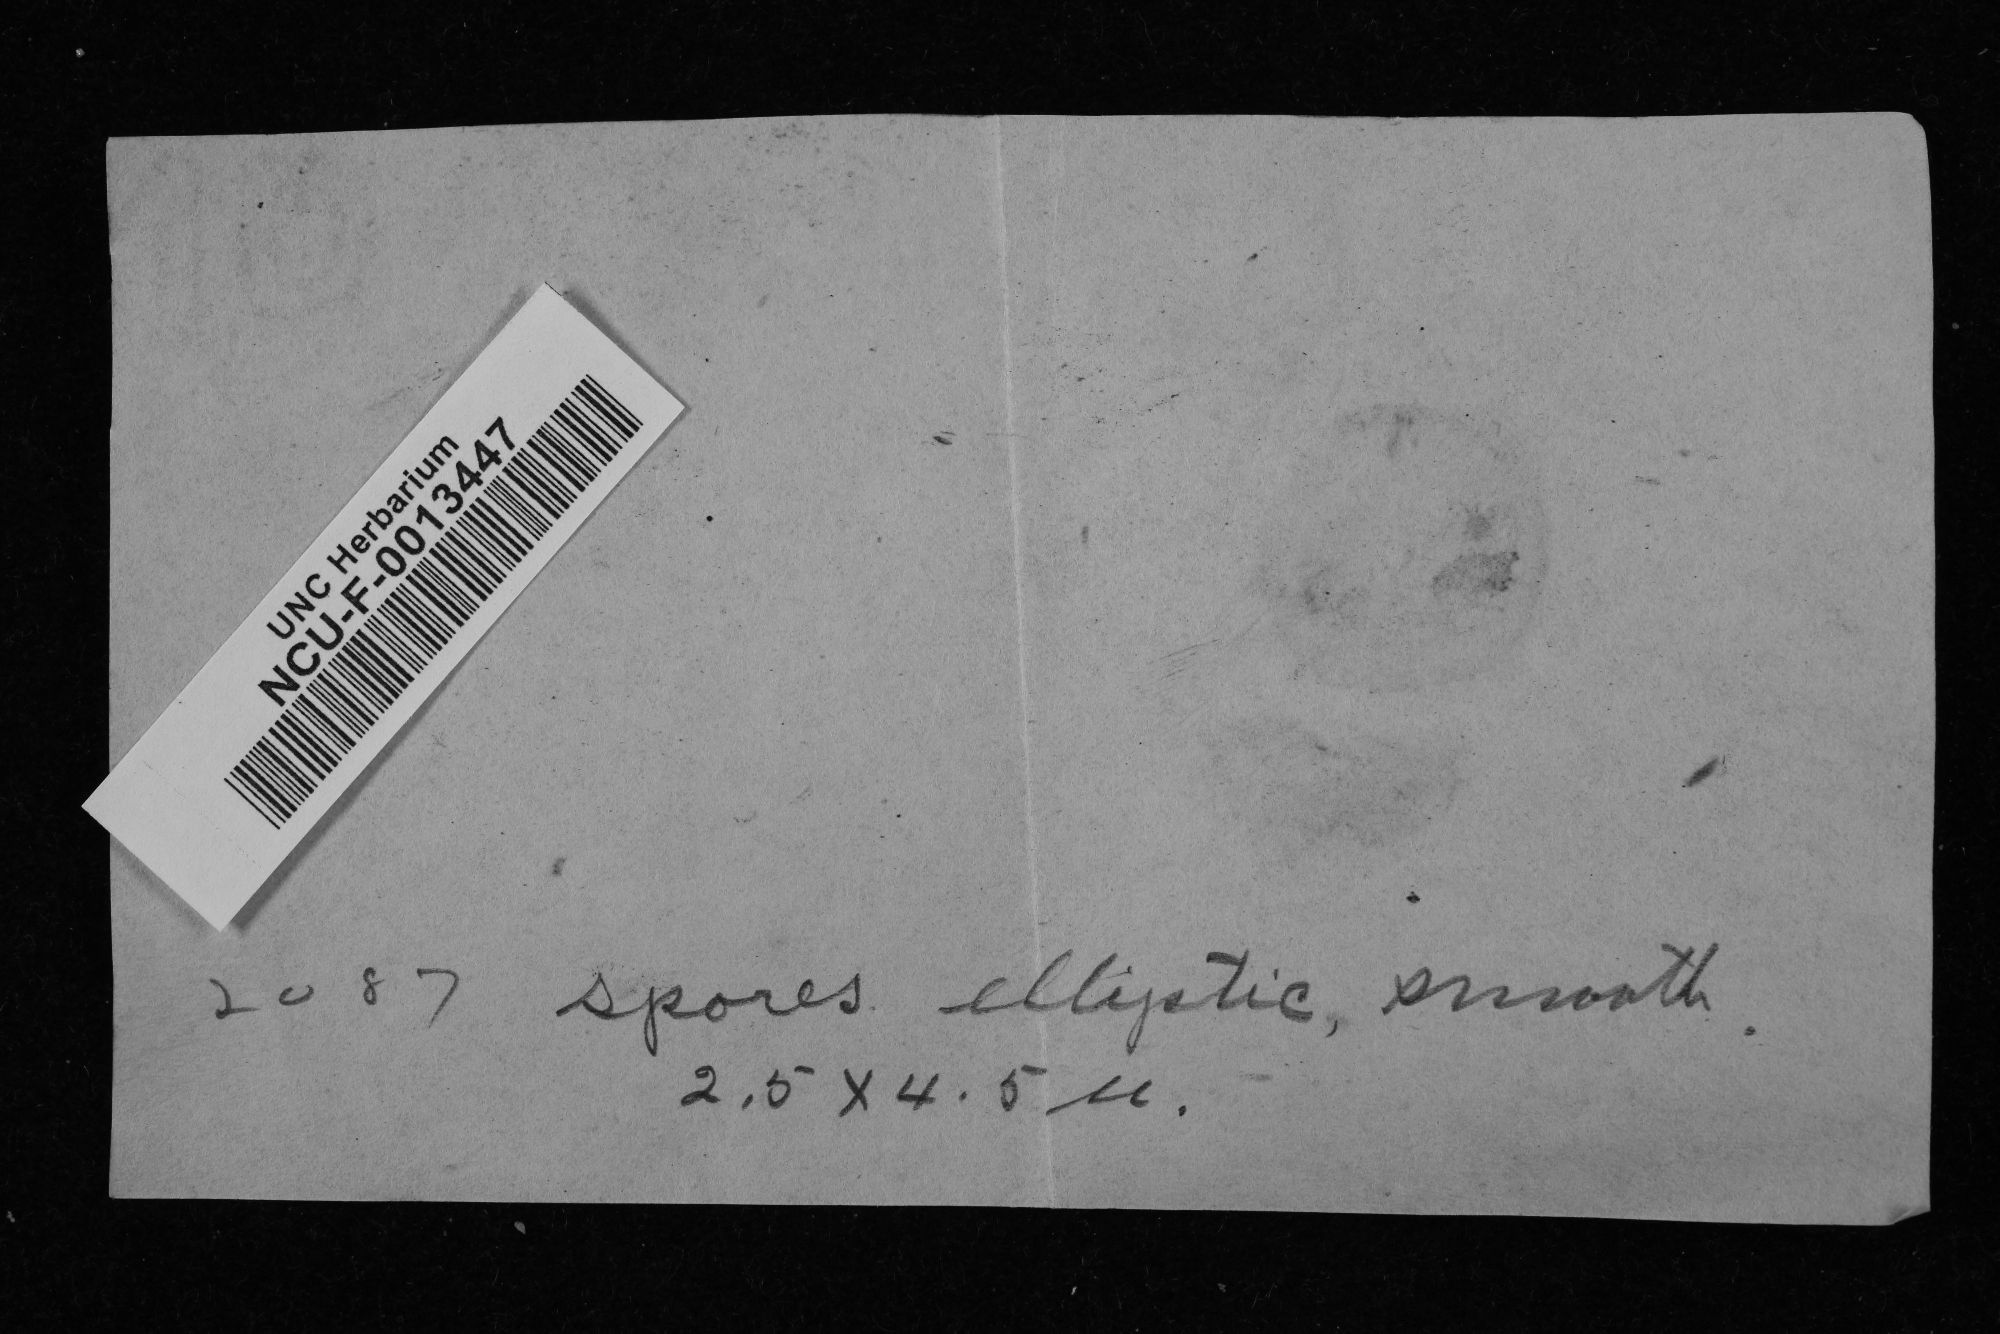 UNC Herbarium
NCU-F-0013447
2087 spores elliptic, smooth.
2.5 X 4.5 µ.